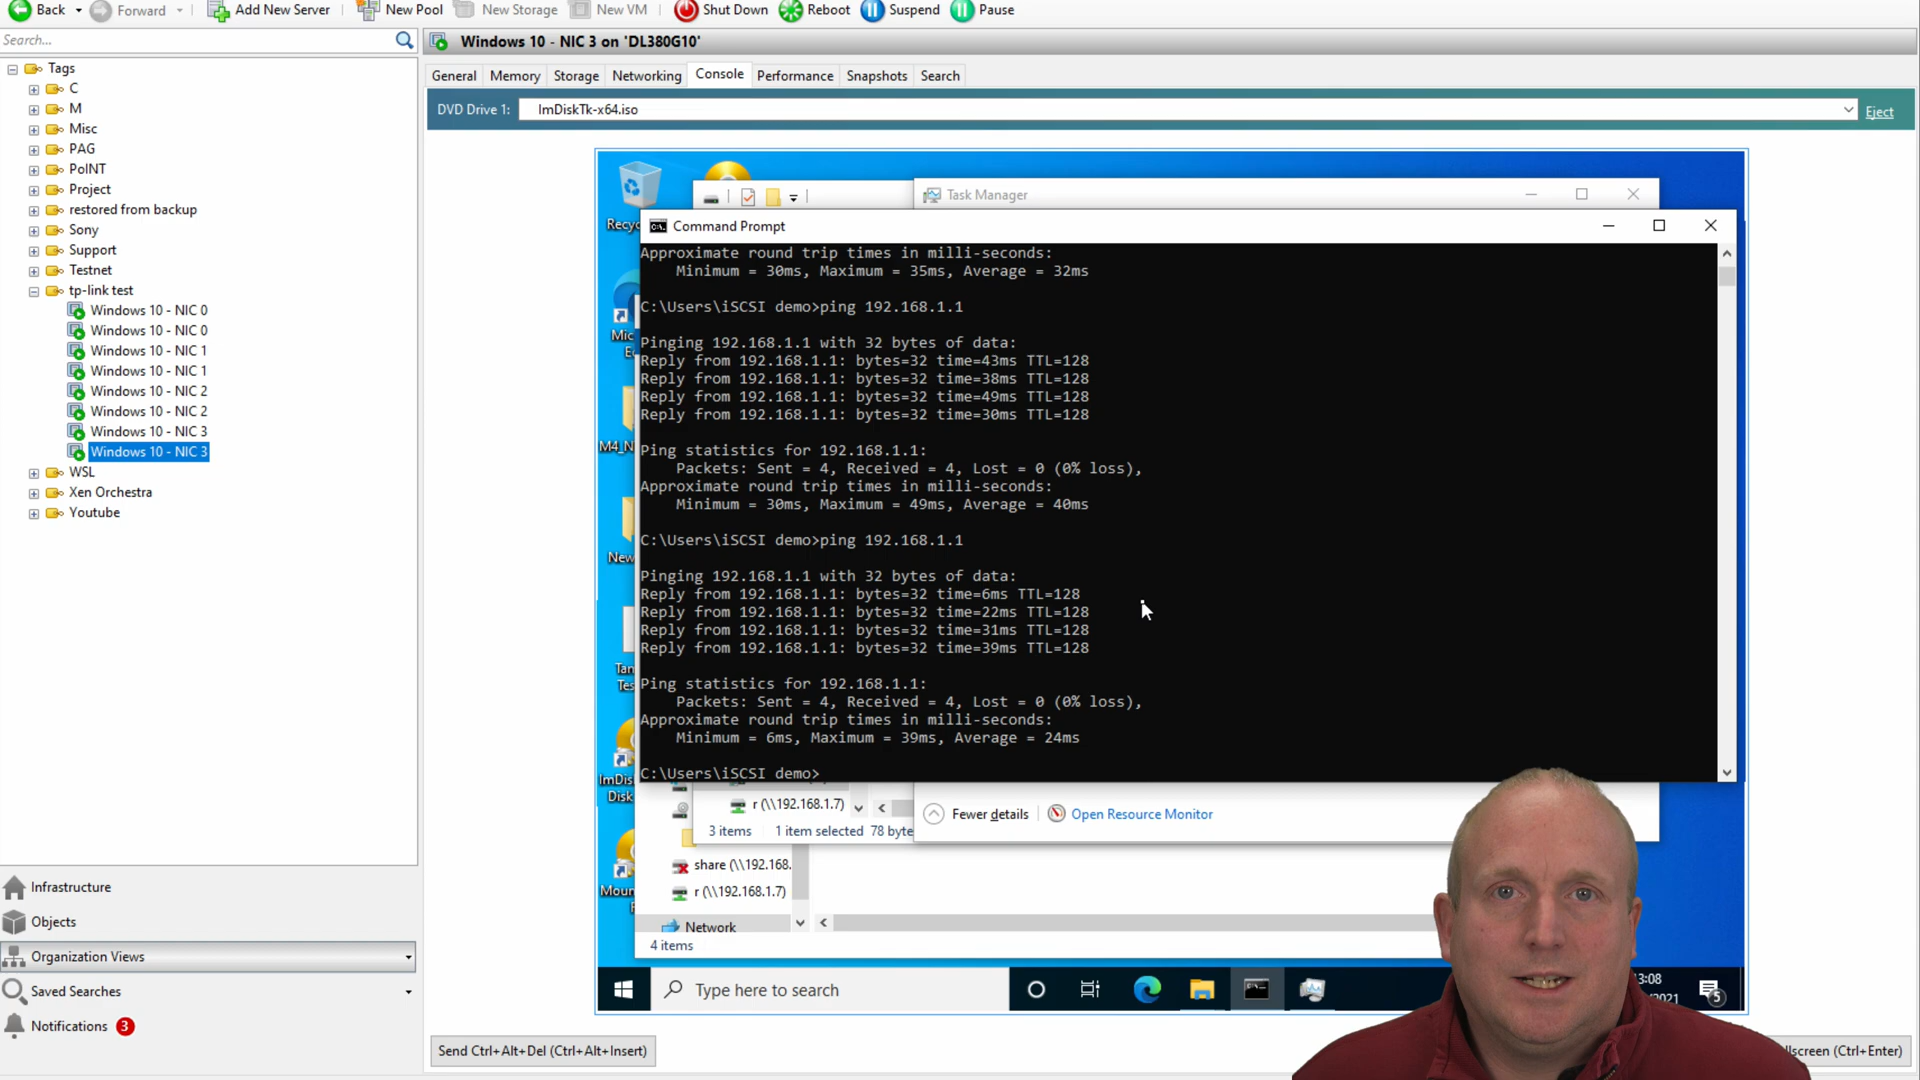 Back Forward Add New Server New Pool New Storage New VM Shut Down Reboot Suspend Pause
Search...
Windows 10 - NIC 3 on 'DL380G10'
Tags
C
M
Misc
PAG
PoINT
Project
restored from backup
Sony
Support
Testnet
tp-link test
Windows 10 - NIC 0
Windows 10 - NIC 0
Windows 10 - NIC 1
Windows 10 - NIC 1
Windows 10 - NIC 2
Windows 10 - NIC 2
Windows 10 - NIC 3
Windows 10 - NIC 3
WSL
Xen Orchestra
Youtube
Infrastructure
Objects
Organization Views
Saved Searches
Notifications 3
General Memory Storage Networking Console Performance Snapshots Search
DVD Drive 1: ImDiskTk-x64.iso Eject
Task Manager
Command Prompt
Approximate round trip times in milli-seconds:
Minimum = 30ms, Maximum = 35ms, Average = 32ms
C:\Users\iSCSI demo>ping 192.168.1.1
Pinging 192.168.1.1 with 32 bytes of data:
Reply from 192.168.1.1: bytes=32 time=43ms TTL=128
Reply from 192.168.1.1: bytes=32 time=38ms TTL=128
Reply from 192.168.1.1: bytes=32 time=49ms TTL=128
Reply from 192.168.1.1: bytes=32 time=30ms TTL=128
Ping statistics for 192.168.1.1:
Packets: Sent = 4, Received = 4, Lost = 0 (0% loss),
Approximate round trip times in milli-seconds:
Minimum = 30ms, Maximum = 49ms, Average = 40ms
C:\Users\iSCSI demo>ping 192.168.1.1
Pinging 192.168.1.1 with 32 bytes of data:
Reply from 192.168.1.1: bytes=32 time=6ms TTL=128
Reply from 192.168.1.1: bytes=32 time=22ms TTL=128
Reply from 192.168.1.1: bytes=32 time=31ms TTL=128
Reply from 192.168.1.1: bytes=32 time=39ms TTL=128
Ping statistics for 192.168.1.1:
Packets: Sent = 4, Received = 4, Lost = 0 (0% loss),
Approximate round trip times in milli-seconds:
Minimum = 6ms, Maximum = 39ms, Average = 24ms
C:\Users\iSCSI demo>
r (\\192.168.1.7)
3 items 1 item selected 78 byte
Fewer details Open Resource Monitor
share (\\192.168.
r (\\192.168.1.7)
Network
4 items
Type here to search
5
Send Ctrl+Alt+Del (Ctrl+Alt+Insert)
lscreen (Ctrl+Enter)